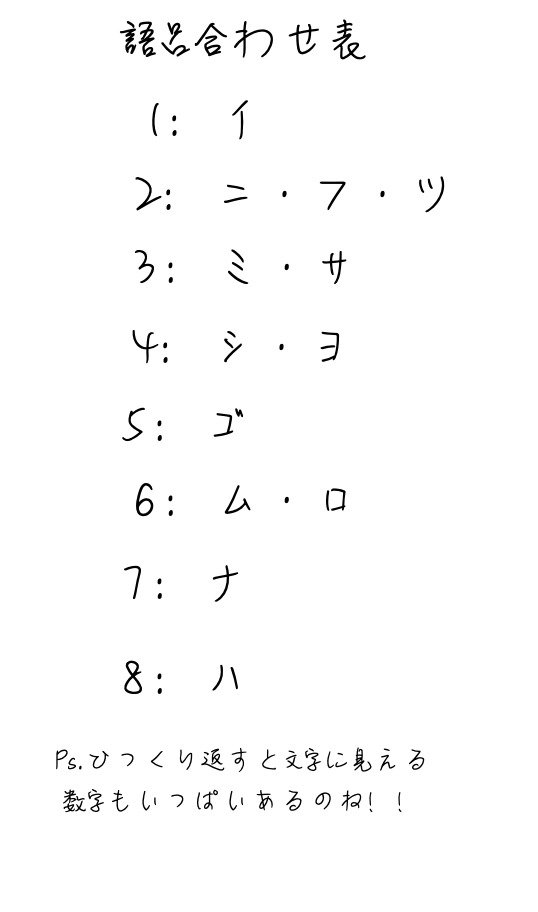 語呂合わせ表
1: イ
2: ニ・フ・ツ
3: ミ・サ
4: シ・ヨ
5: ゴ
6: ム・ロ
7: ナ
8: ハ
Ps.ひっくり返すと文字に見える
数字もいっぱいあるのね!!